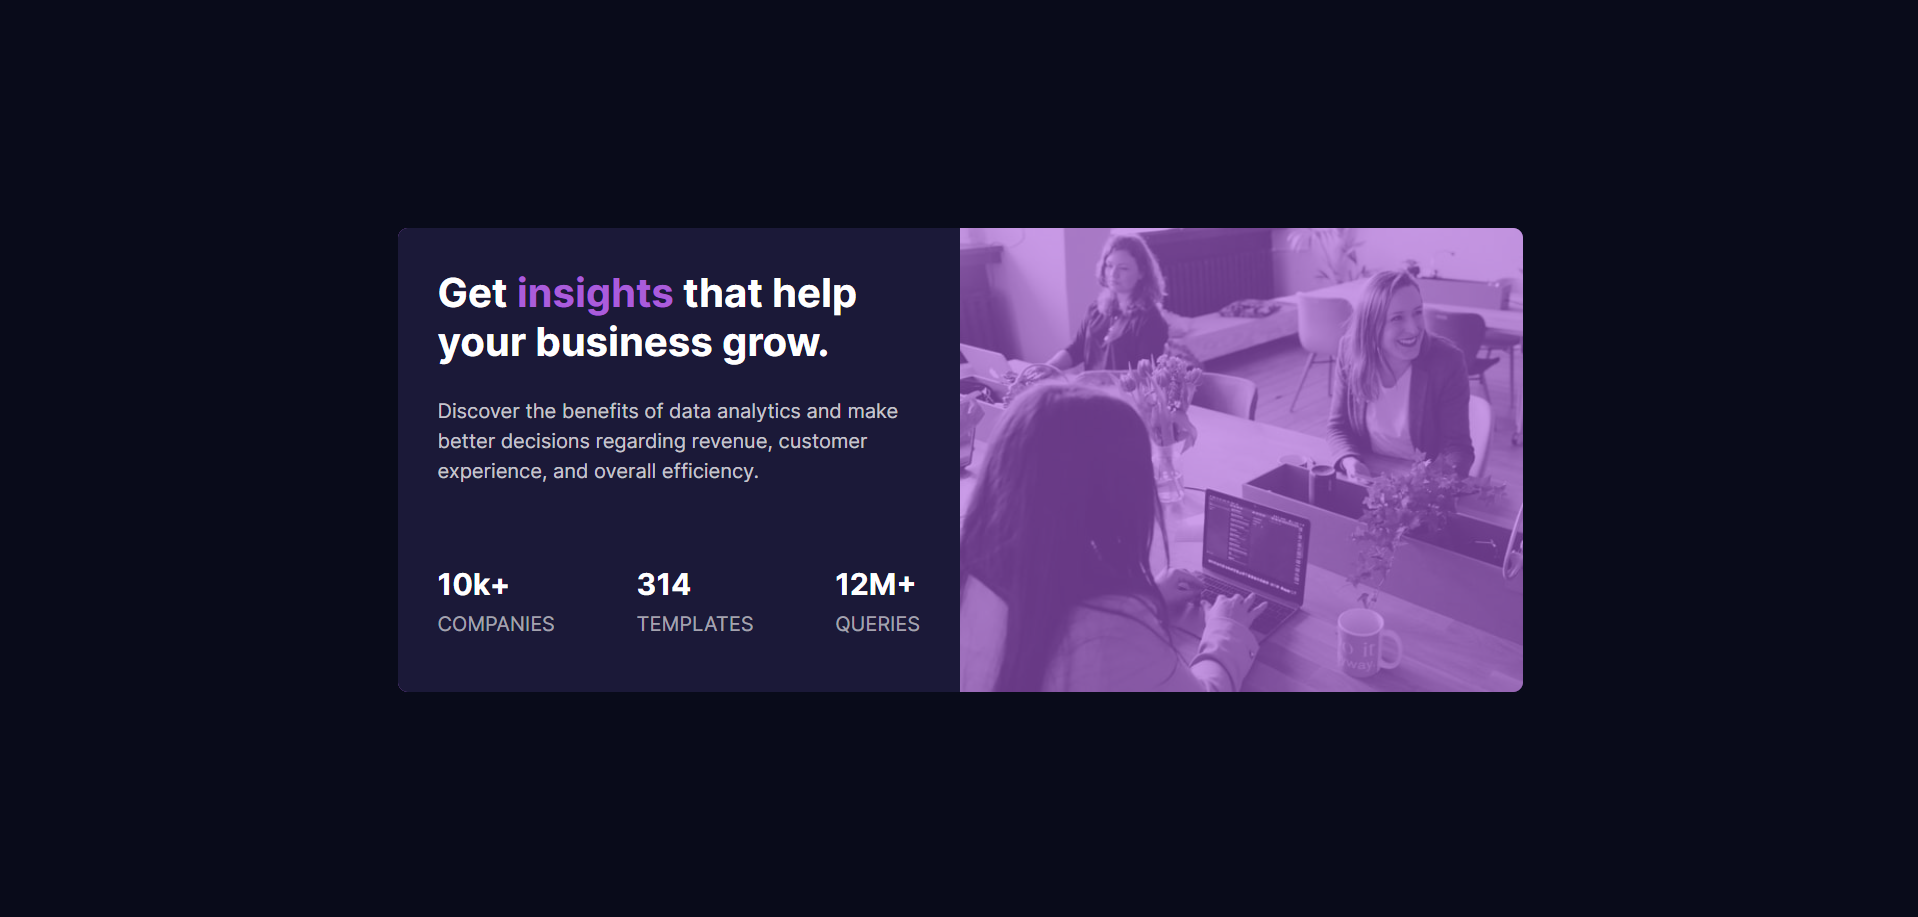 Get insights that help
your business grow.
Discover the benefits of data analytics and make
better decisions regarding revenue, customer
experience, and overall efficiency.
10k+ 314 12M+
COMPANIES TEMPLATES QUERIES